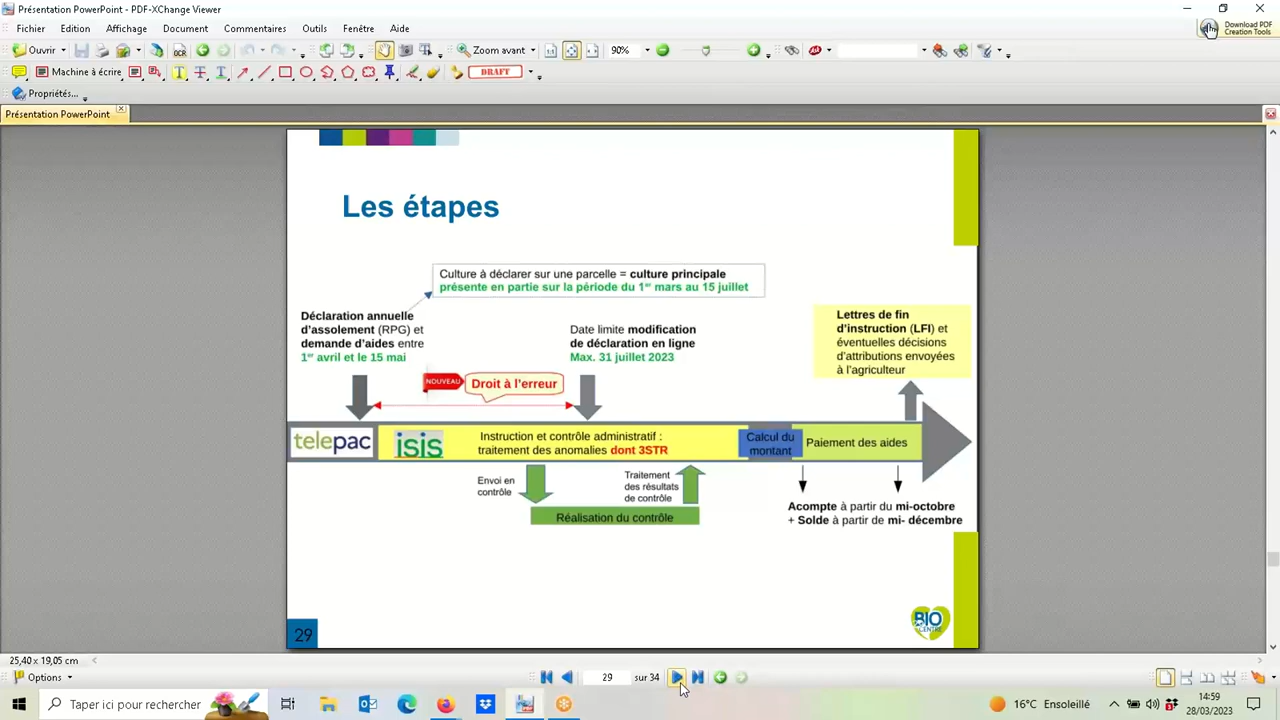 Présentation PowerPoint - PDF-XChange Viewer
Fichier Edition Affichage Document Commentaires Outils Fenêtre Aide
Download PDF
Creation Tools
Ouvrir
OCR
Zoom avant
90%
Machine à écrire
DRAFT
Propriétés...
Présentation PowerPoint
Les étapes
Culture à déclarer sur une parcelle = culture principale
présente en partie sur la période du 1er mars au 15 juillet
Déclaration annuelle
d'assolement (RPG) et
demande d'aides entre
1er avril et le 15 mai
Date limite modification
de déclaration en ligne
Max. 31 juillet 2023
Lettres de fin
d'instruction (LFI) et
éventuelles décisions
d'attributions envoyées
à l'agriculteur
NOUVEAU
Droit à l'erreur
telepac
isis
Instruction et contrôle administratif :
traitement des anomalies dont 3STR
Calcul du
montant
Paiement des aides
Envoi en
contrôle
Traitement
des résultats
de contrôle
Réalisation du contrôle
Acompte à partir du mi-octobre
+ Solde à partir de mi- décembre
29
BIO
CENTRE
25,40 x 19,05 cm
Options
29 sur 34
Taper ici pour rechercher
16°C Ensoleillé
14:59
28/03/2023